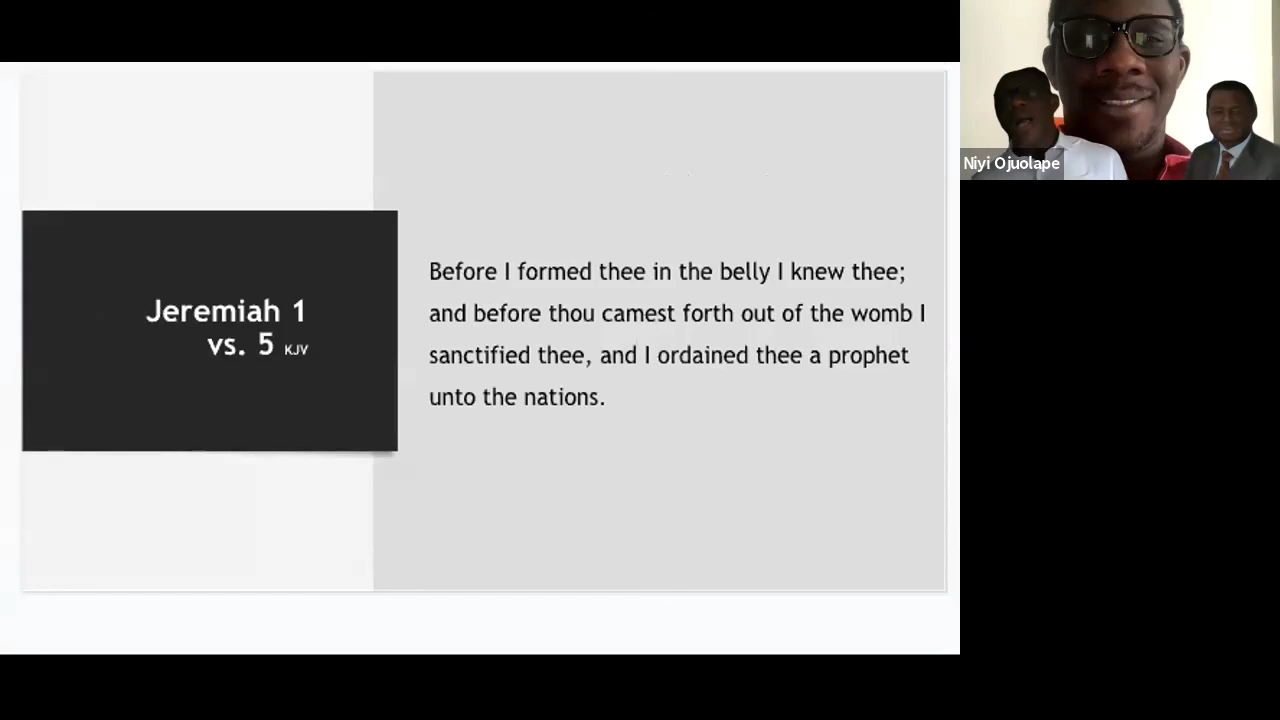 Jeremiah 1
vs. 5 KJV
Before I formed thee in the belly I knew thee;
and before thou camest forth out of the womb I
sanctified thee, and I ordained thee a prophet
unto the nations.
Niyi Ojuolape